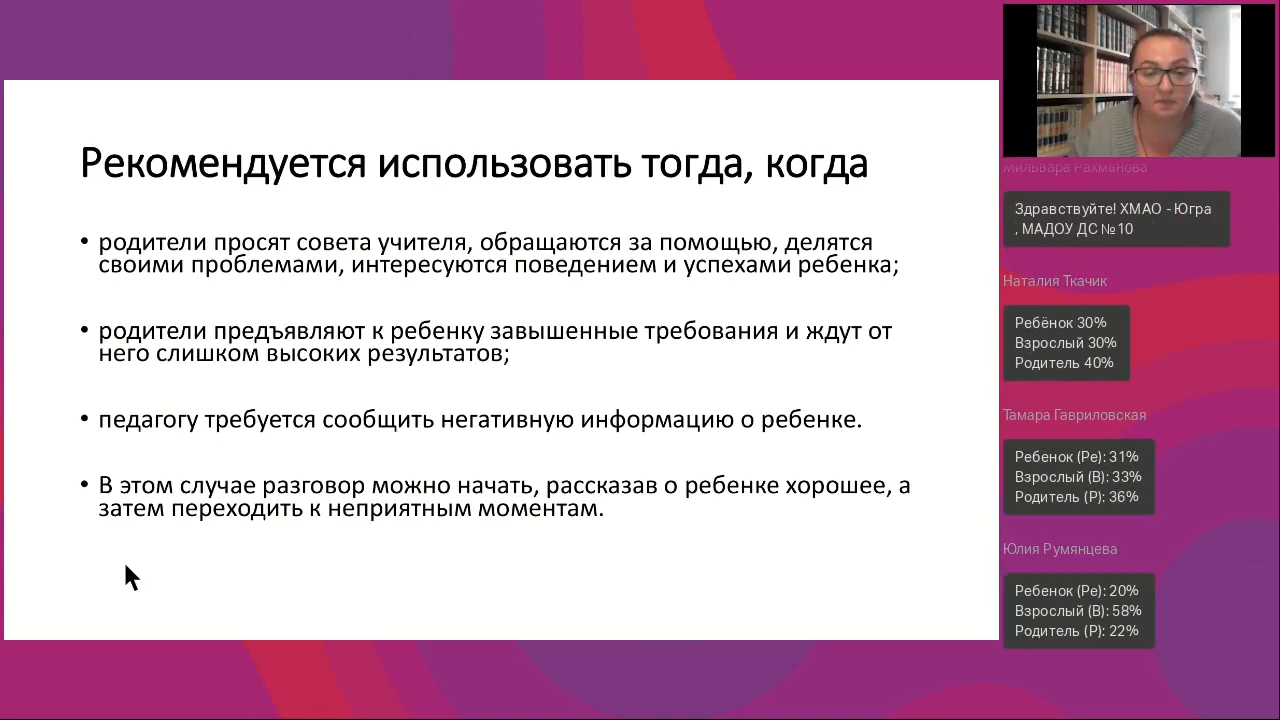 Рекомендуется использовать тогда, когда
• родители просят совета учителя, обращаются за помощью, делятся
своими проблемами, интересуются поведением и успехами ребенка;
• родители предъявляют к ребенку завышенные требования и ждут от
него слишком высоких результатов;
• педагогу требуется сообщить негативную информацию о ребенке.
• В этом случае разговор можно начать, рассказав о ребенке хорошее, а
затем переходить к неприятным моментам.
Мильвара Рахманова
Здравствуйте! ХМАО - Югра
, МАДОУ ДС №10
Наталия Ткачик
Ребёнок 30%
Взрослый 30%
Родитель 40%
Тамара Гавриловская
Ребенок (Ре): 31%
Взрослый (В): 33%
Родитель (Р): 36%
Юлия Румянцева
Ребенок (Ре): 20%
Взрослый (В): 58%
Родитель (Р): 22%